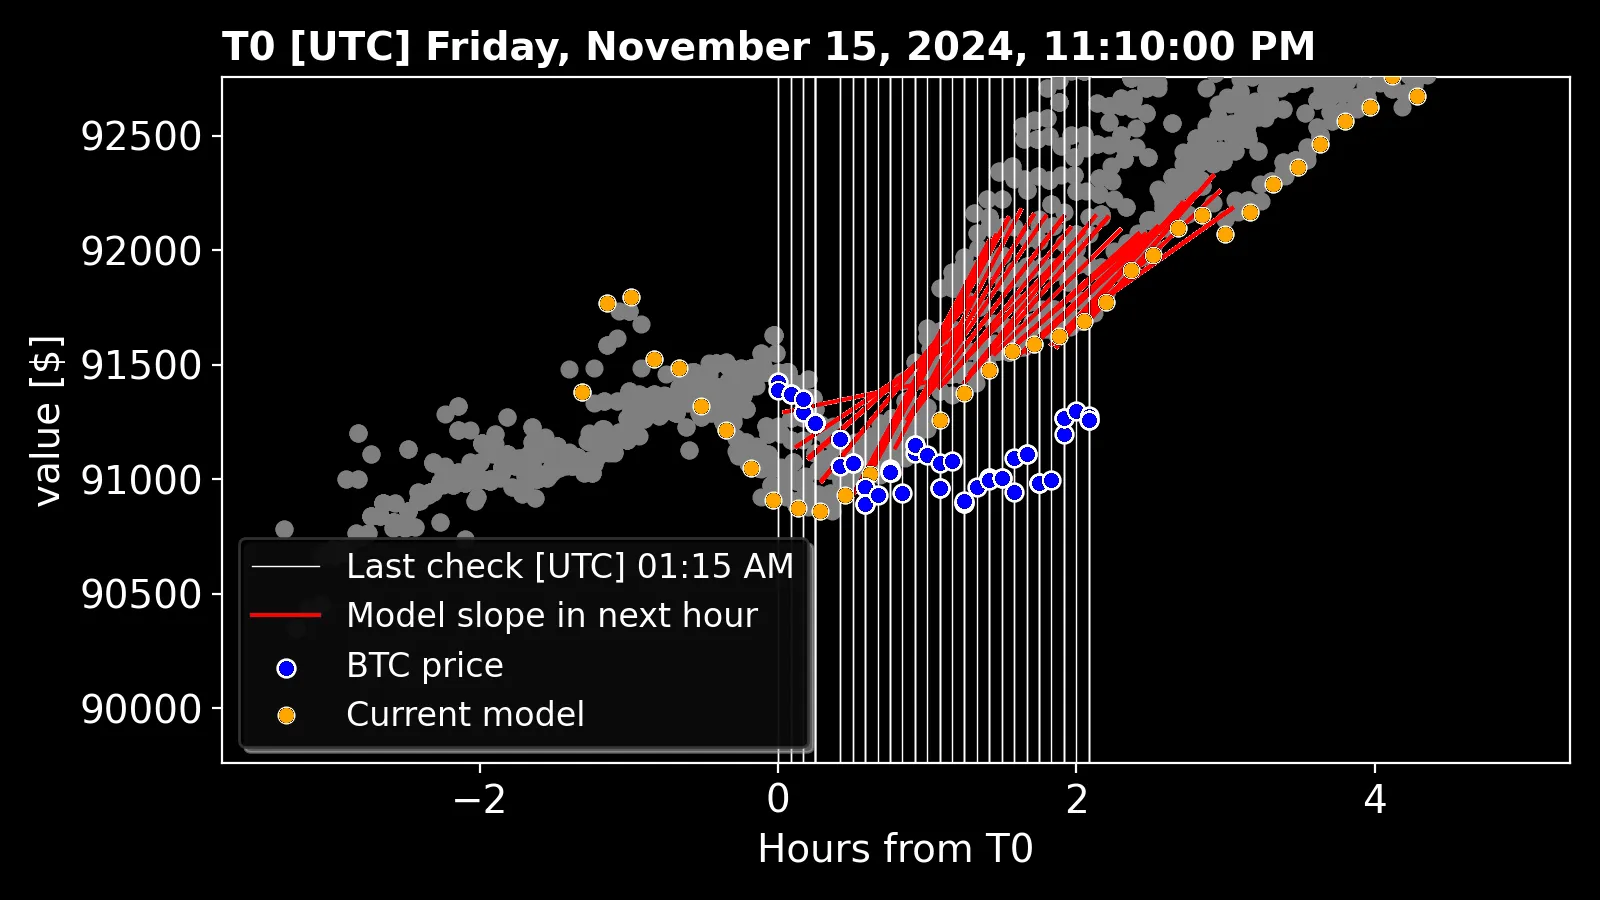 T0 [UTC] Friday, November 15, 2024, 11:10:00 PM
value [$]
92500
92000
91500
91000
90500
90000
Last check [UTC] 01:15 AM
Model slope in next hour
BTC price
Current model
−2
0
2
4
Hours from T0